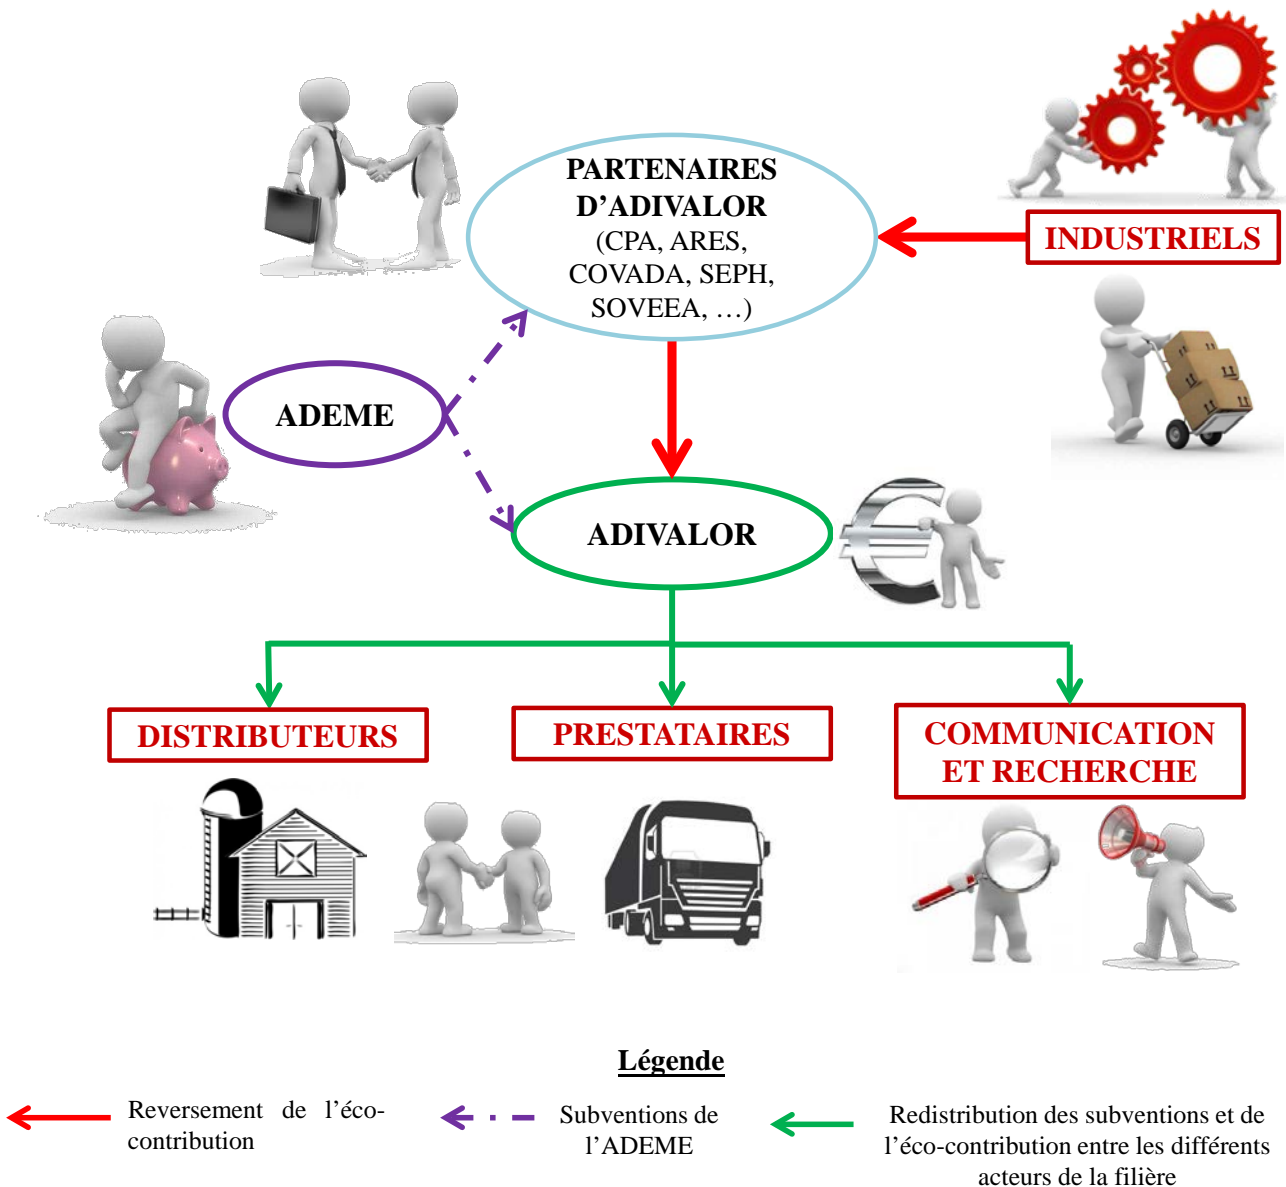 PARTENAIRES
D’ADIVALOR
(CPA, ARES,
COVADA, SEPH,
SOVEEA, …)
INDUSTRIELS
ADEME
ADIVALOR
DISTRIBUTEURS
PRESTATAIRES
COMMUNICATION
ET RECHERCHE
Légende
Reversement de l’éco-
contribution
Subventions de
l’ADEME
Redistribution des subventions et de
l’éco-contribution entre les différents
acteurs de la filière